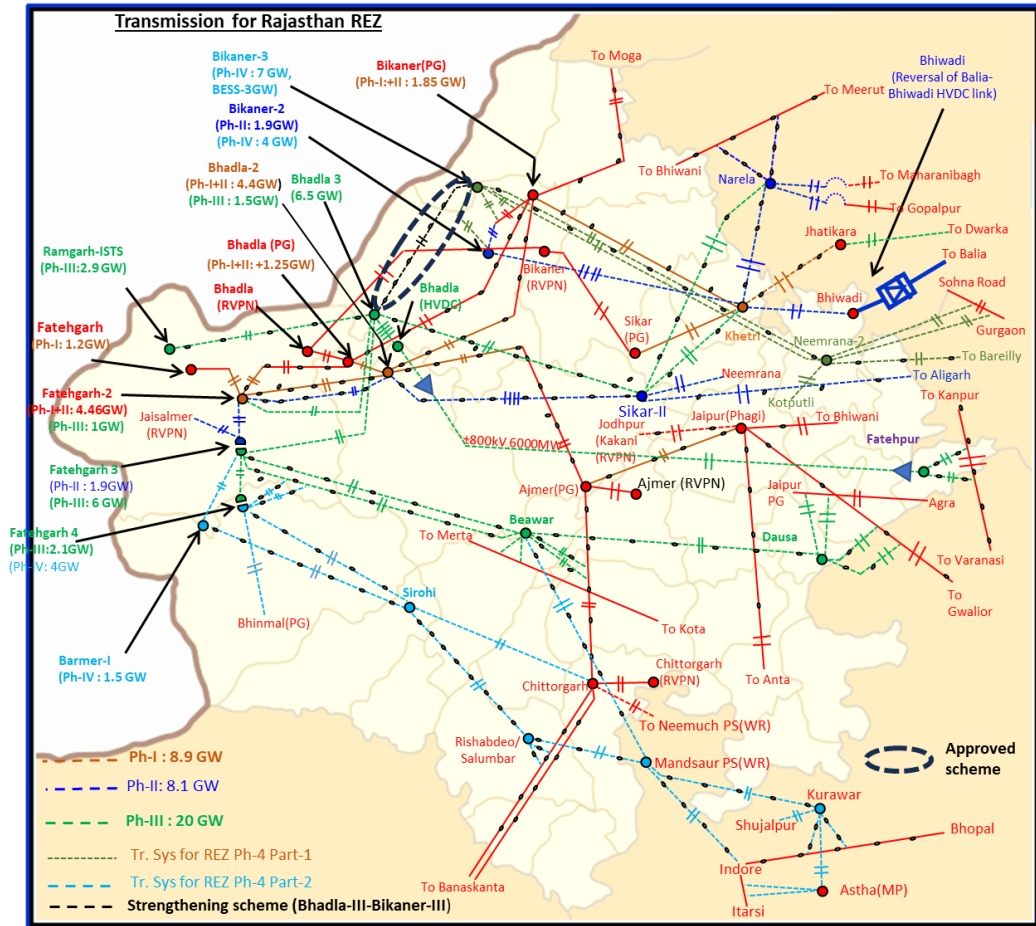 Transmission for Rajasthan REZ
Bikaner-3
(Ph-IV: 7 GW,
BESS-3GW)
Bikaner(PG)
(Ph-I:+II: 1.85 GW)
Bikaner-2
(Ph-II: 1.9GW)
(Ph-IV : 4 GW)
Bhadla-2
(Ph-I+II : 4.4GW)
(Ph-III : 1.5GW)
Bhadla 3
(6.5 GW)
Bhadla (PG)
(Ph-I+II: +1.25GW)
Bhadla
(RVPN)
Bhadla
(HVDC)
Ramgarh-ISTS
(Ph-III:2.9 GW)
Fatehgarh
(Ph-I: 1.2GW)
Fatehgarh-2
(Ph-I+II: 4.46GW)
(Ph-III: 1GW)
Jaisalmer
(RVPN)
Fatehgarh 3
(Ph-II : 1.9GW)
(Ph-III: 6 GW)
Fatehgarh 4
(Ph-III:2.1GW)
(Ph-IV: 4GW
Barmer-I
(Ph-IV : 1.5 GW
To Moga
To Meerut
Bhiwadi
(Reversal of Balia-
Bhiwadi HVDC link)
To Bhiwani
Narela
To Maharanibagh
To Gopalpur
Jhatikara
To Dwarka
To Balia
Bhiwadi
Sohna Road
Gurgaon
Bikaner
(RVPN)
Sikar
(PG)
Khetri
Neemrana-2
To Bareilly
Kotputli
Neemrana
To Aligarh
Sikar-II
To Kanpur
Jodhpur
(Kakani
(RVPN)
Jaipur(Phagi)
To Bhiwani
±800kV 6000MW
Fatehpur
Ajmer(PG)
Ajmer (RVPN)
Jaipur
PG
Agra
Beawar
Dausa
To Merta
To Varanasi
To
Gwalior
Sirohi
Bhinmal(PG)
To Kota
To Anta
Chittorgarh
Chittorgarh
(RVPN)
To Neemuch PS(WR)
Rishabdeo/
Salumbar
Mandsaur PS(WR)
Approved
scheme
Kurawar
Shujalpur
Bhopal
Indore
To Banaskanta
Astha(MP)
Itarsi
Ph-I : 8.9 GW
Ph-II: 8.1 GW
Ph-III : 20 GW
Tr. Sys for REZ Ph-4 Part-1
Tr. Sys for REZ Ph-4 Part-2
Strengthening scheme (Bhadla-III-Bikaner-III)